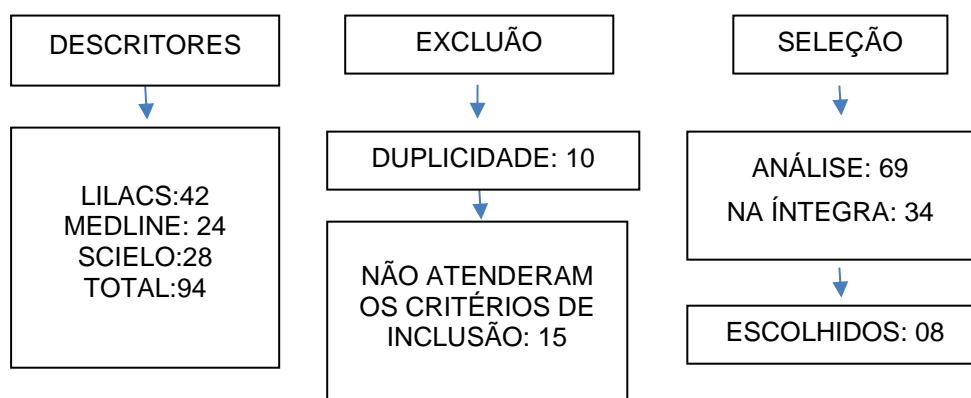 DESCRITORES
LILACS:42
MEDLINE: 24
SCIELO:28
TOTAL:94
EXCLUÃO
DUPLICIDADE: 10
NÃO ATENDERAM
OS CRITÉRIOS DE
INCLUSÃO: 15
SELEÇÃO
ANÁLISE: 69
NA ÍNTEGRA: 34
ESCOLHIDOS: 08